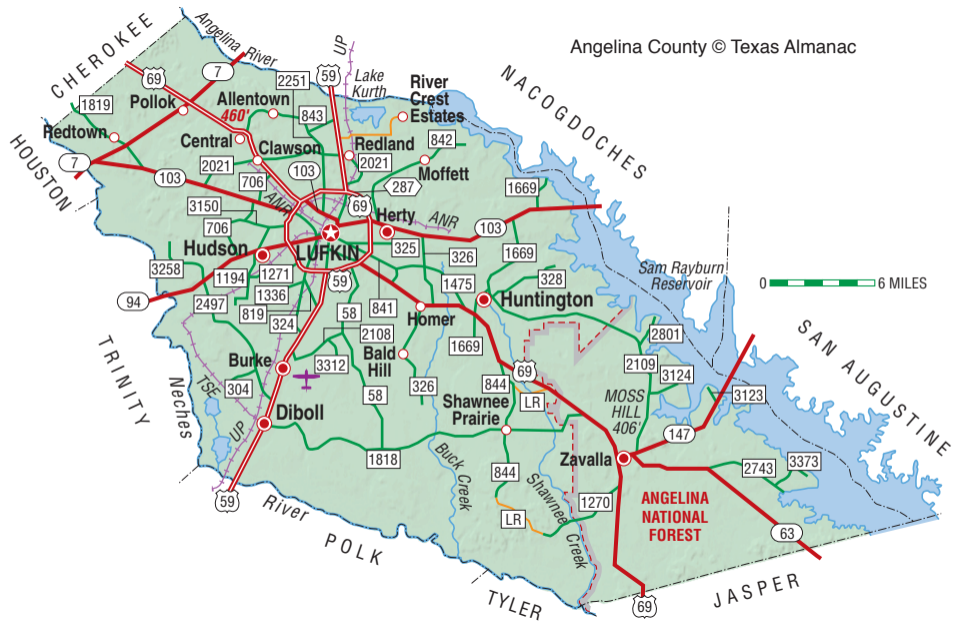 Angelina County © Texas Almanac
CHEROKEE
Angelina River
UP
NACOGDOCHES
HOUSTON
TRINITY
POLK
TYLER
JASPER
SAN AUGUSTINE
69
7
2251
59
Lake
Kurth
River
Crest
Estates
1819
Pollok
Allentown
460'
843
Redtown
Central
Clawson
Redland
842
7
2021
103
2021
Moffett
103
706
287
1669
3150
ANR
69
Herty
ANR
103
706
325
Hudson
LUFKIN
326
1669
3258
1194
1271
59
1475
328
Sam Rayburn
Reservoir
0
6 MILES
94
2497
1336
Huntington
819
324
58
841
Homer
2801
2108
1669
2109
Burke
3312
Bald
Hill
69
3124
TSE
304
58
326
844
Shawnee
Prairie
LR
MOSS
HILL
406'
3123
Neches
Diboll
147
UP
1818
Buck
Creek
844
Shawnee
Creek
Zavalla
2743
3373
59
River
LR
1270
ANGELINA
NATIONAL
FOREST
63
69